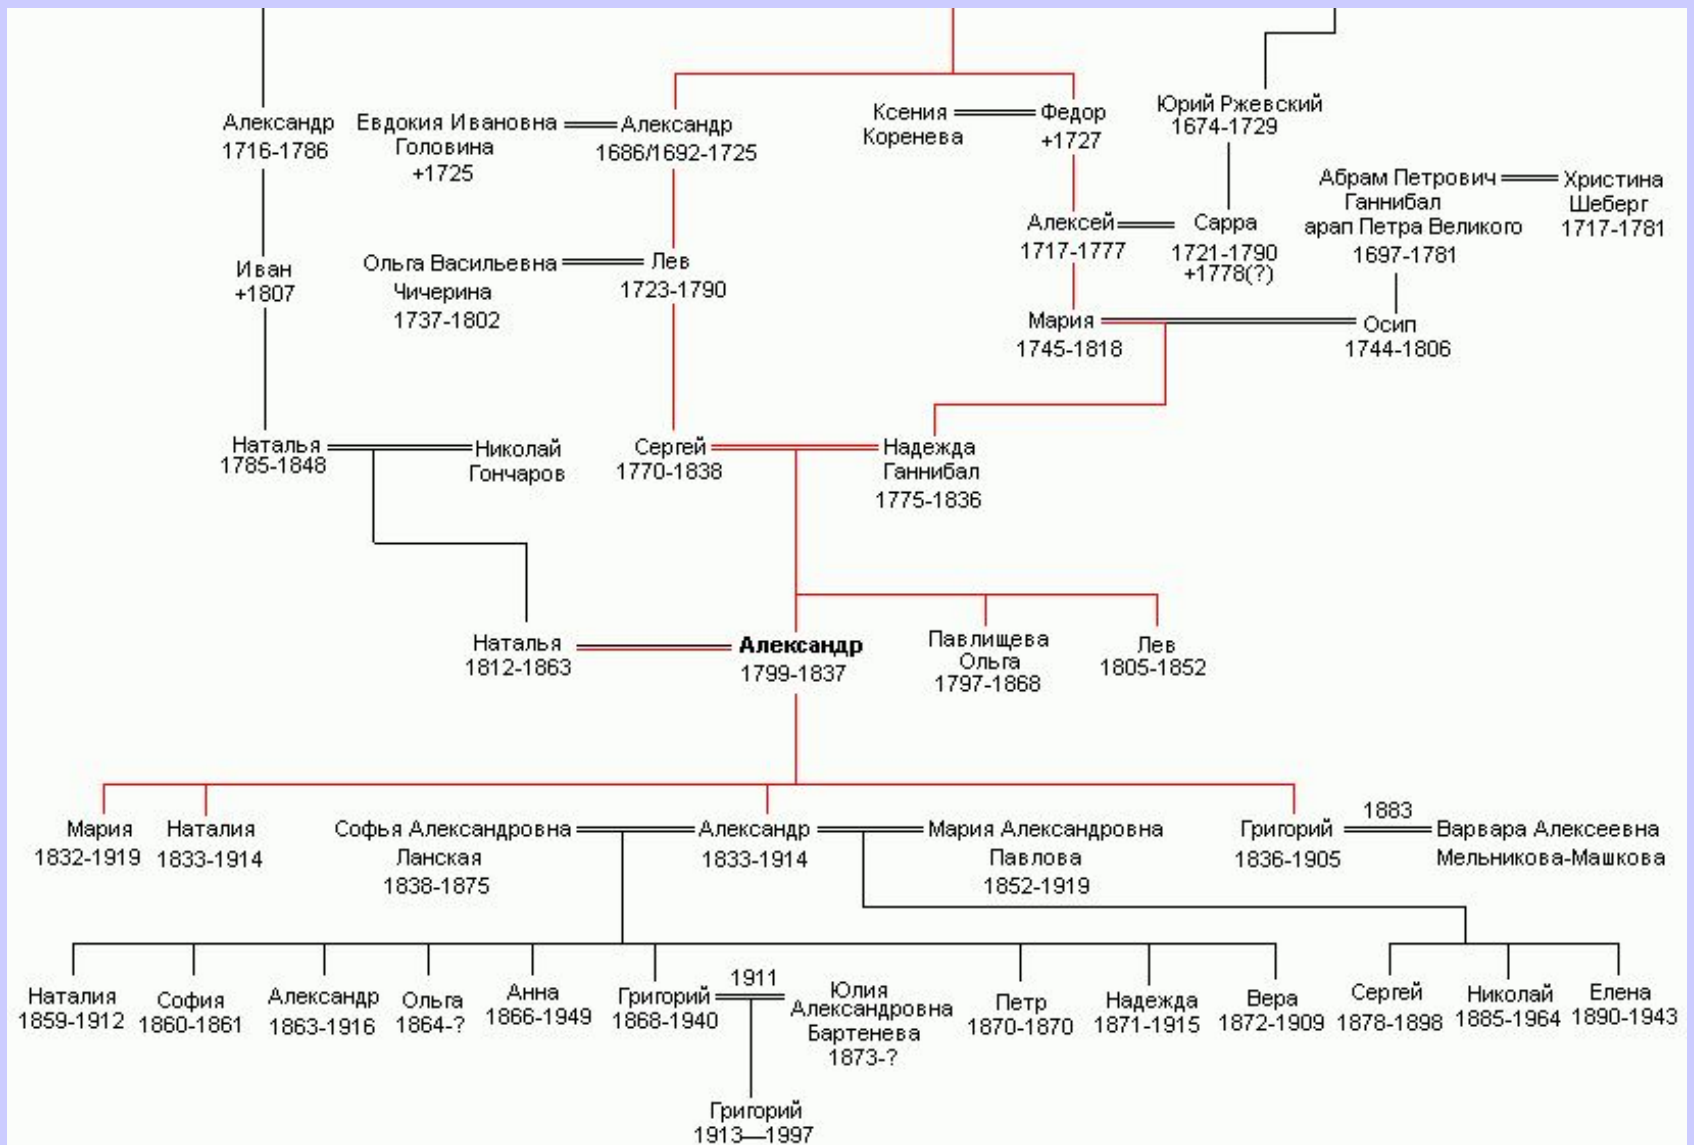 Александр
1716-1786
Евдокия Ивановна
Головина
+1725
Александр
1686/1692-1725
Ксения
Коренева
Федор
+1727
Юрий Ржевский
1674-1729
Абрам Петрович
Ганнибал
арап Петра Великого
1697-1781
Христина
Шеберг
1717-1781
Алексей
1717-1777
Сарра
1721-1790
+1778(?)
Иван
+1807
Ольга Васильевна
Чичерина
1737-1802
Лев
1723-1790
Мария
1745-1818
Осип
1744-1806
Наталья
1785-1848
Николай
Гончаров
Сергей
1770-1838
Надежда
Ганнибал
1775-1836
Наталья
1812-1863
Александр
1799-1837
Павлищева
Ольга
1797-1868
Лев
1805-1852
Мария
1832-1919
Наталия
1833-1914
Софья Александровна
Ланская
1838-1875
Александр
1833-1914
Мария Александровна
Павлова
1852-1919
Григорий
1836-1905
1883
Варвара Алексеевна
Мельникова-Машкова
Наталия
1859-1912
София
1860-1861
Александр
1863-1916
Ольга
1864-?
Анна
1866-1949
Григорий
1868-1940
1911
Юлия
Александровна
Бартенева
1873-?
Петр
1870-1870
Надежда
1871-1915
Вера
1872-1909
Сергей
1878-1898
Николай
1885-1964
Елена
1890-1943
Григорий
1913—1997